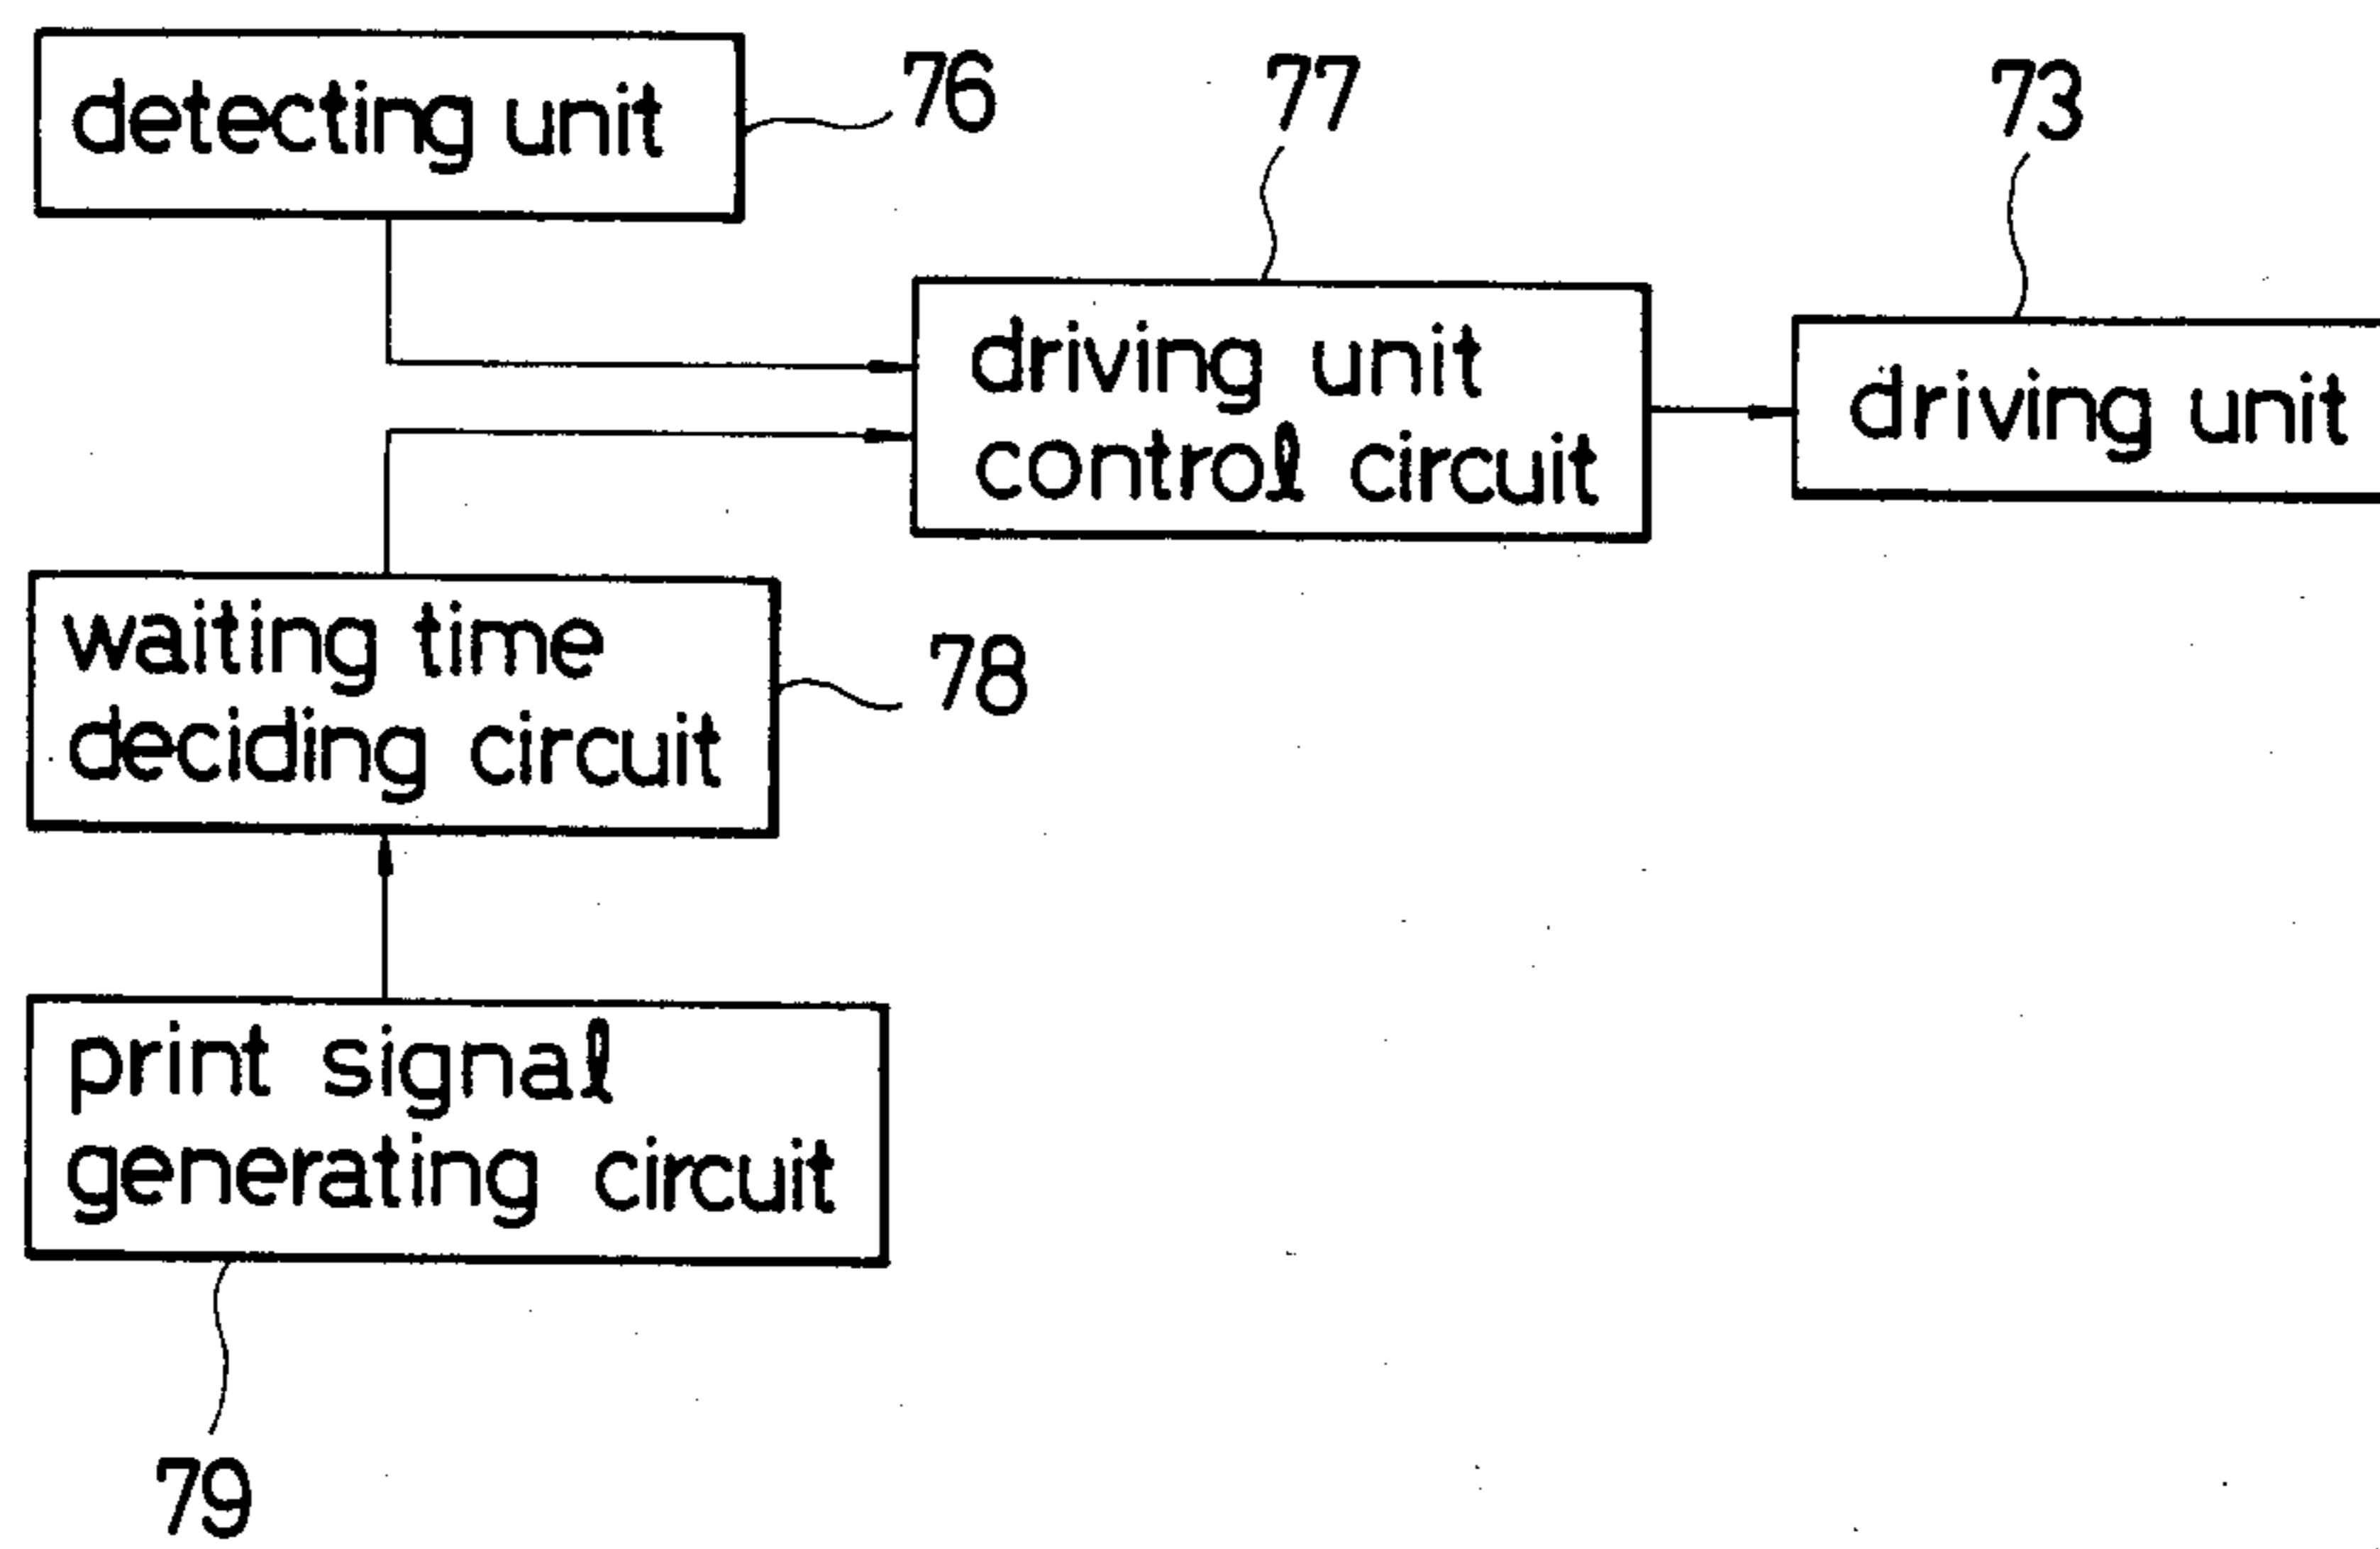 detecting unit
76
77
73
driving unit
control circuit
driving unit
waiting time
deciding circuit
78
print signal
generating circuit
79